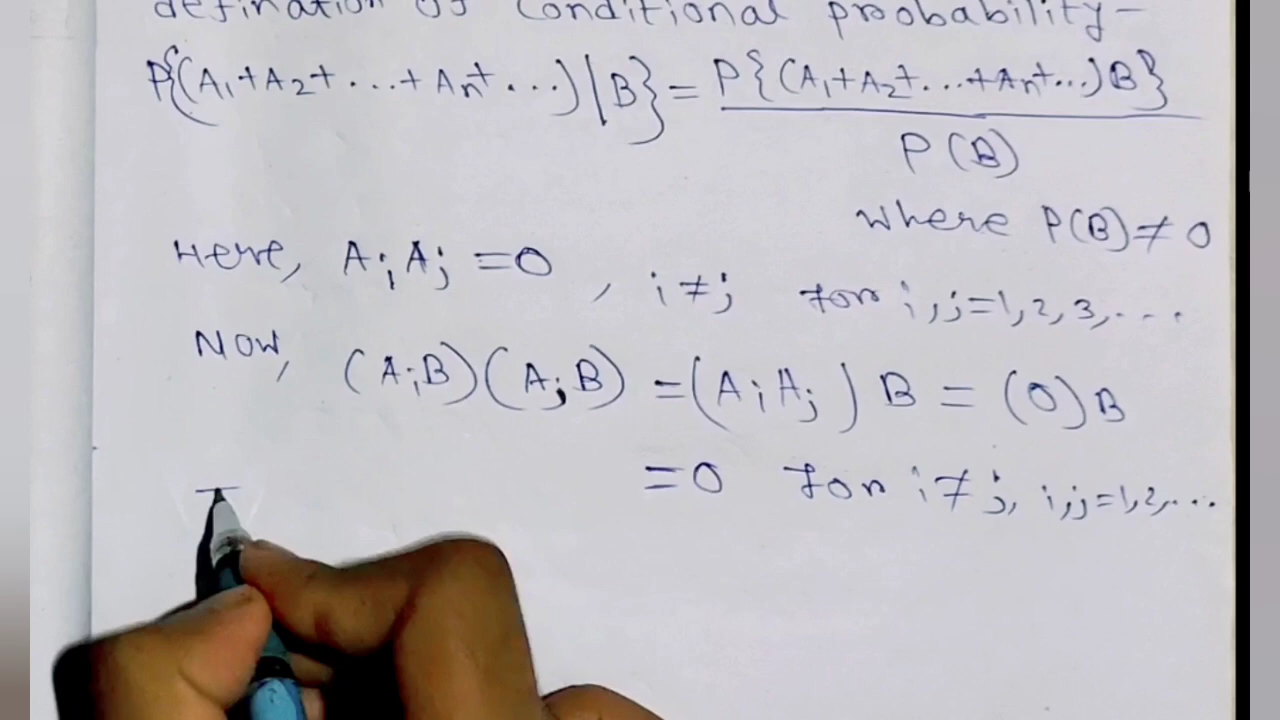 defination of conditional probability-
P{(A₁+A₂+...+Aₙ+...)|B}=P{(A₁+A₂+...+Aₙ+...)B}
P(B)
where P(B)≠0
Here, AᵢAⱼ =0 , i≠j for i,j=1,2,3,...
Now, (AᵢB)(AⱼB) =(AᵢAⱼ)B = (0)B
=0 for i≠j, i,j=1,2,...